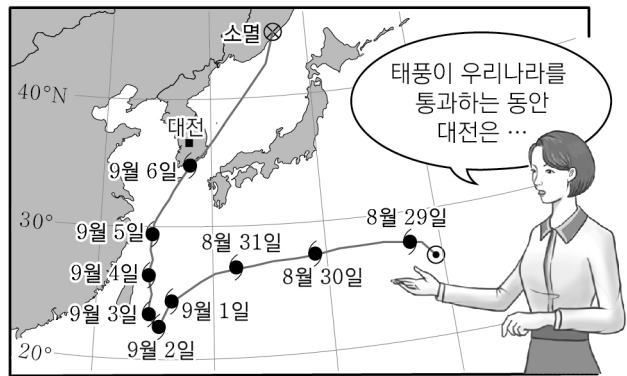 소멸
40°N
태풍이 우리나라를
통과하는 동안
대전은 …
대전
9월 6일
30°
9월 5일
8월 31일
8월 29일
9월 4일
8월 30일
9월 3일
9월 1일
20°
9월 2일